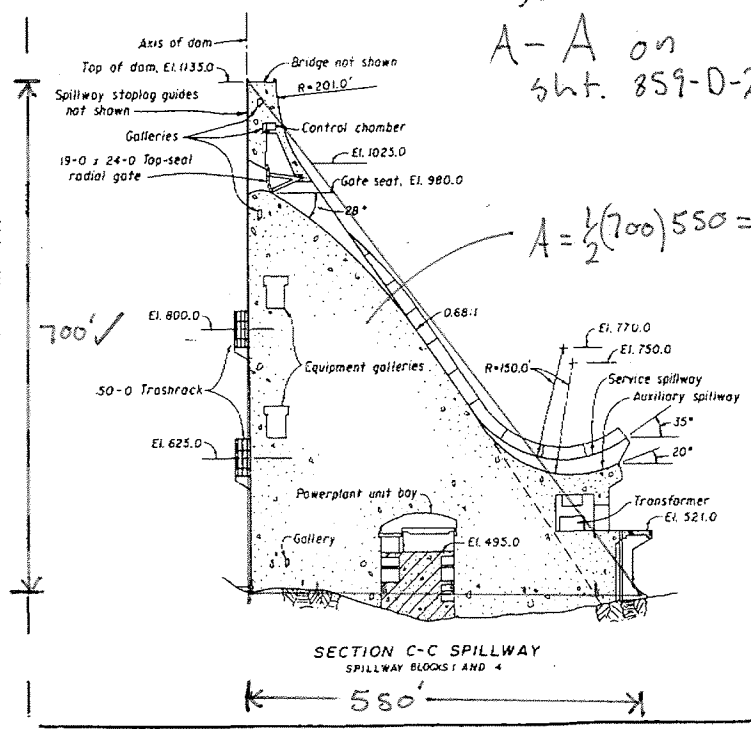 A-A on
sht. 859-D-2
Axis of dam
Top of dam, El. 1135.0
Bridge not shown
R=201.0'
Spillway stoplog guides
not shown
Galleries
Control chamber
19-0 x 24-0 Top-seal
radial gate
El. 1025.0
Gate seat, El. 980.0
28°
A = ½(700)550 =
700' ✓
El. 800.0
0.68:1
El. 770.0
El. 750.0
R=150.0'
Equipment galleries
50-0 Trashrack
Service spillway
Auxiliary spillway
35°
20°
El. 625.0
Powerplant unit bay
Transformer
El. 521.0
El. 495.0
Gallery
SECTION C-C SPILLWAY
SPILLWAY BLOCKS 1 AND 4
580'